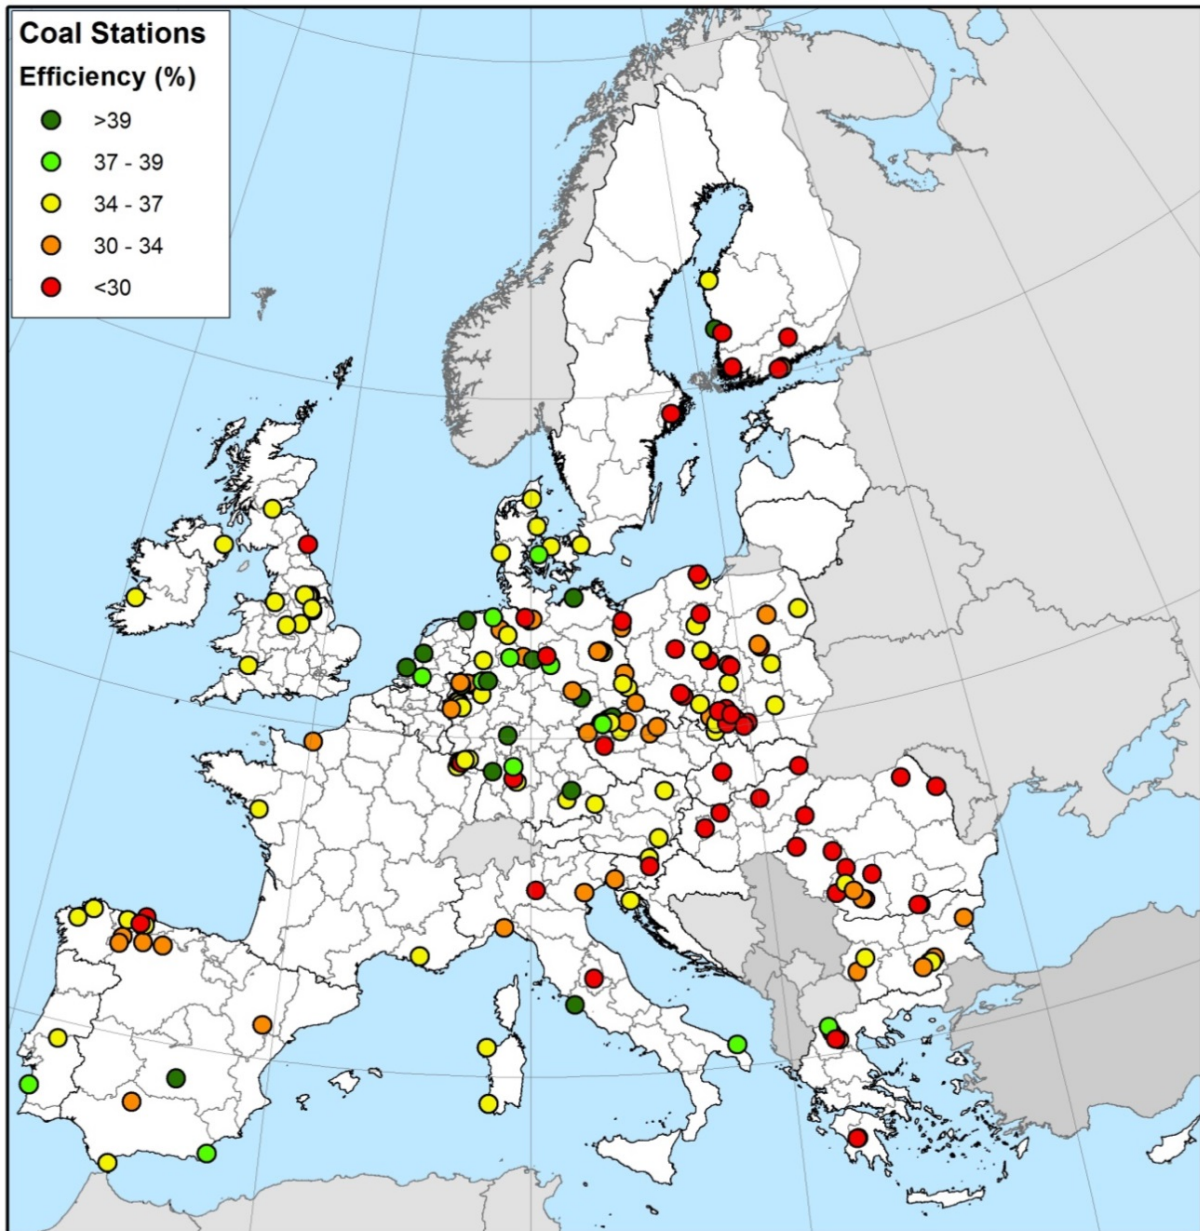 Coal Stations
Efficiency (%)
>39
37 - 39
34 - 37
30 - 34
<30